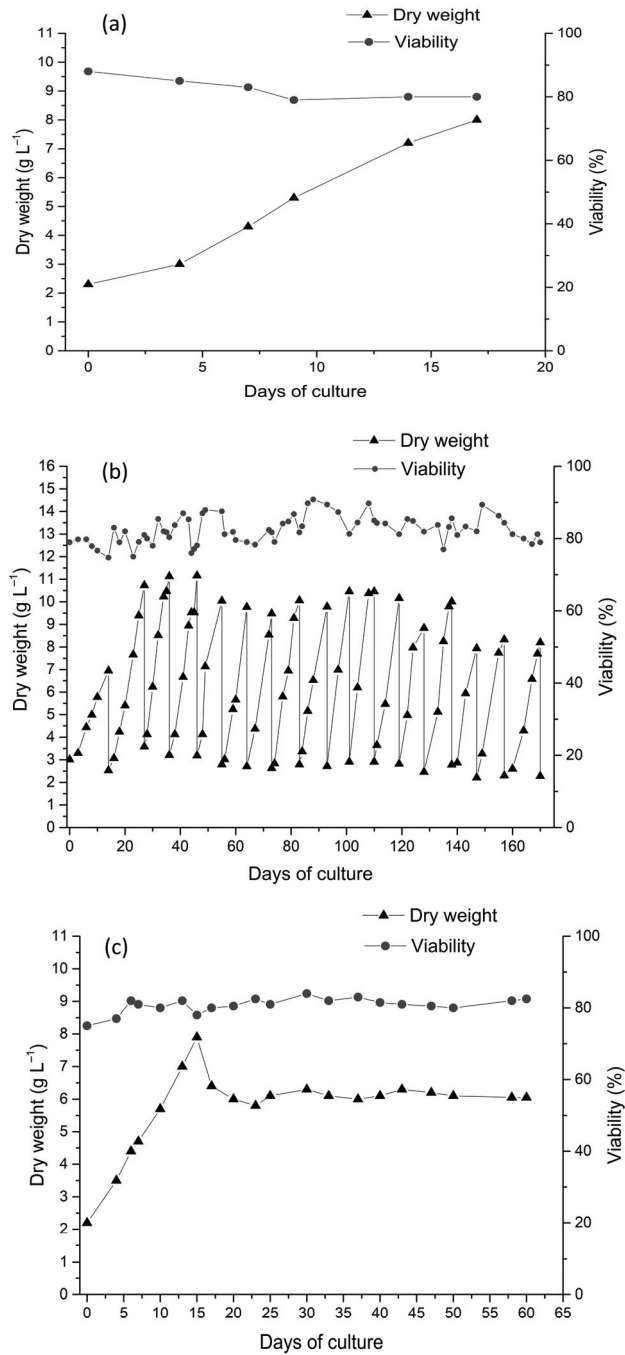 (a)
Dry weight
Viability
11
10
9
8
7
6
5
4
3
2
1
0
Dry weight (g L⁻¹)
100
80
60
40
20
0
Viability (%)
0 5 10 15 20
Days of culture
(b)
Dry weight
Viability
16
15
14
13
12
11
10
9
8
7
6
5
4
3
2
1
0
Dry weight (g L⁻¹)
100
80
60
40
20
0
Viability (%)
0 20 40 60 80 100 120 140 160
Days of culture
(c)
Dry weight
Viability
11
10
9
8
7
6
5
4
3
2
1
0
Dry weight (g L⁻¹)
100
80
60
40
20
0
Viability (%)
0 5 10 15 20 25 30 35 40 45 50 55 60 65
Days of culture